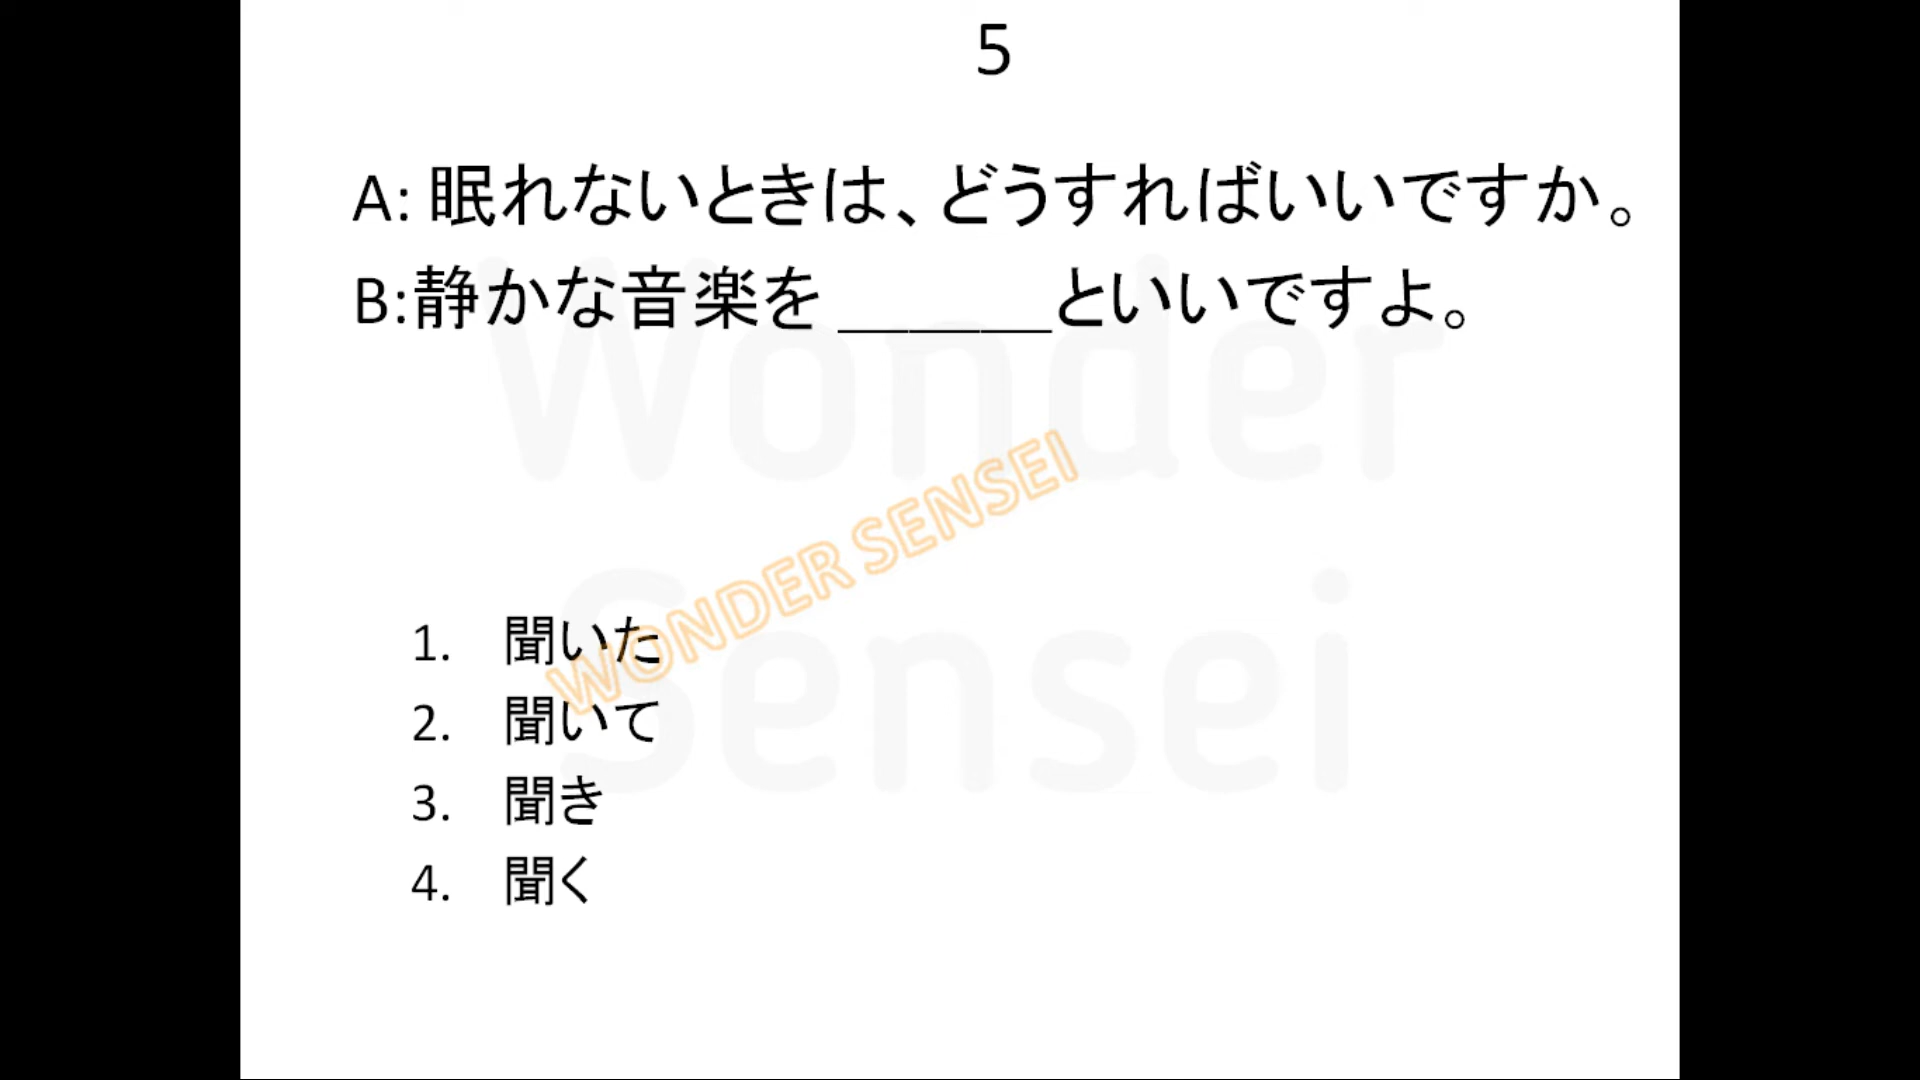 5
A: 眠れないときは、どうすればいいですか。
B:静かな音楽を ______といいですよ。
Wonder
Sensei
WONDER SENSEI
1. 聞いた
2. 聞いて
3. 聞き
4. 聞く